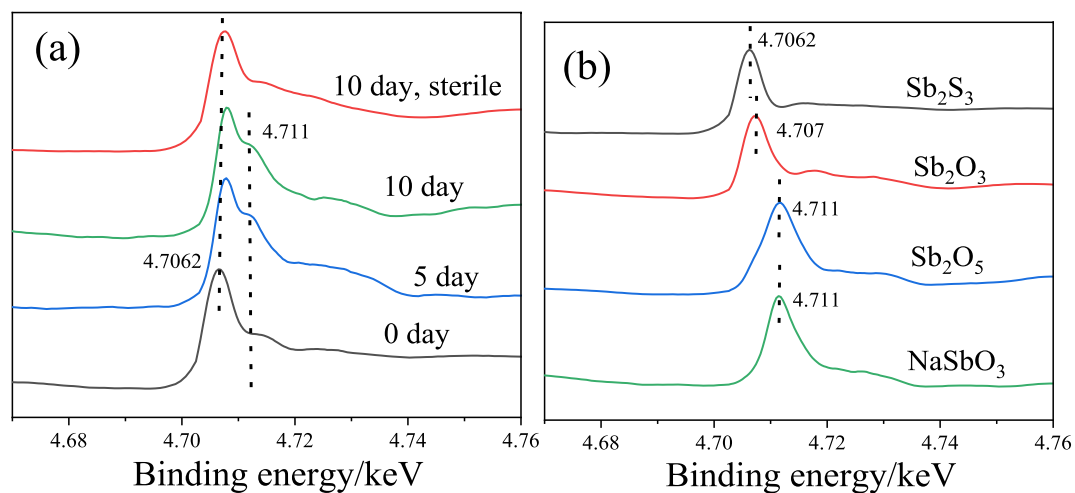 (a)
10 day, sterile
4.711
10 day
4.7062
5 day
0 day
4.68 4.70 4.72 4.74 4.76
Binding energy/keV
(b)
4.7062
Sb₂S₃
4.707
Sb₂O₃
4.711
Sb₂O₅
4.711
NaSbO₃
4.68 4.70 4.72 4.74 4.76
Binding energy/keV